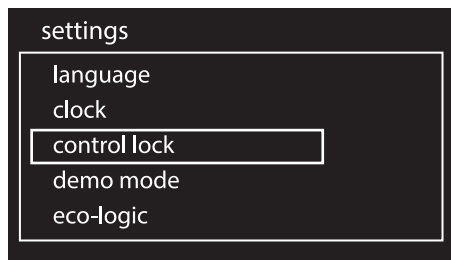 settings
language
clock
control lock
demo mode
eco-logic